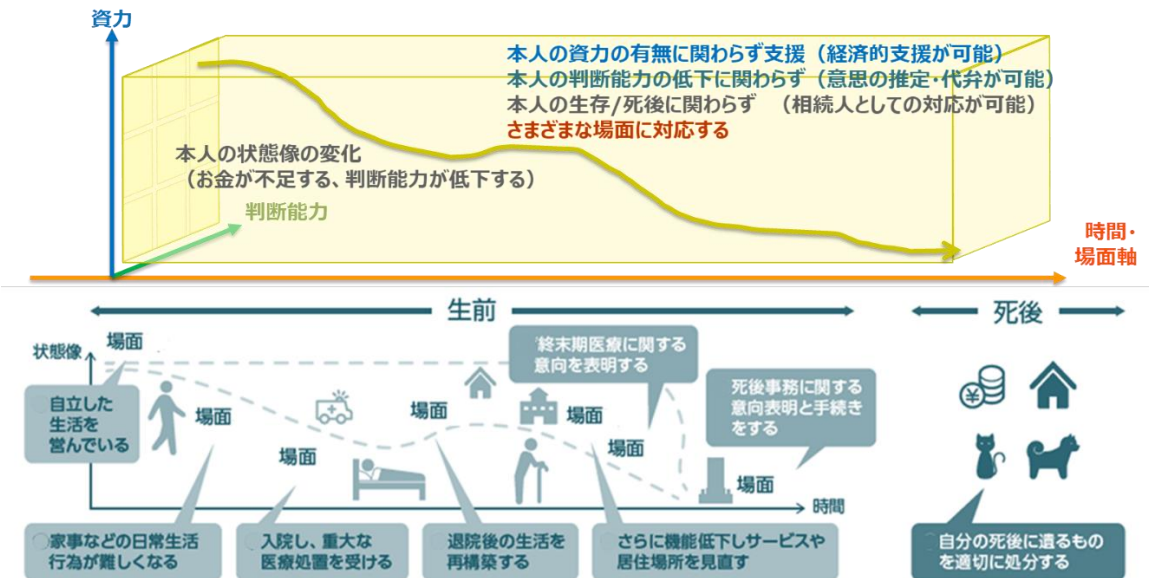 資力
本人の資力の有無に関わらず支援（経済的支援が可能）
本人の判断能力の低下に関わらず（意思の推定・代弁が可能）
本人の生存/死後に関わらず　（相続人としての対応が可能）
さまざまな場面に対応する
本人の状態像の変化
（お金が不足する、判断能力が低下する）
判断能力
時間・
場面軸
生前
死後
状態像
場面
自立した
生活を
営んでいる
場面
場面
場面
場面
場面
場面
終末期医療に関する
意向を表明する
死後事務に関する
意向表明と手続き
をする
時間
家事などの日常生活
行為が難しくなる
入院し、重大な
医療処置を受ける
退院後の生活を
再構築する
さらに機能低下しサービスや
居住場所を見直す
¥
自分の死後に遺るもの
を適切に処分する